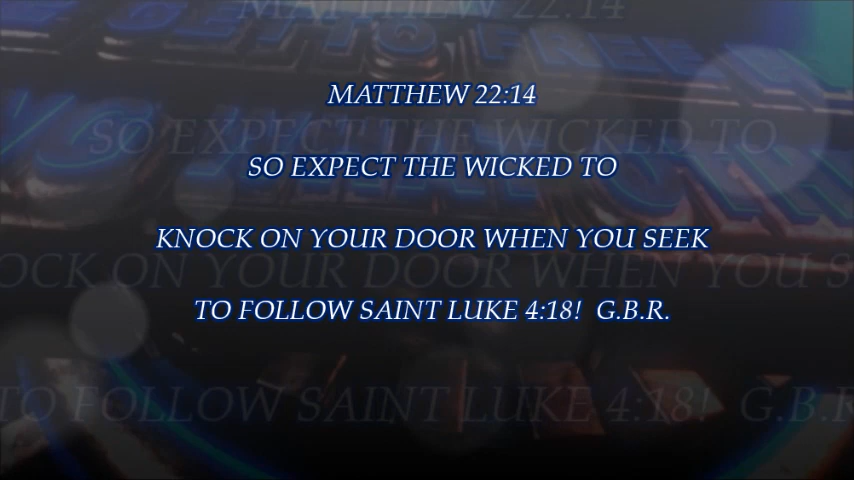 MATTHEW 22:14
SO EXPECT THE WICKED TO
KNOCK ON YOUR DOOR WHEN YOU SEEK
TO FOLLOW SAINT LUKE 4:18! G.B.R.